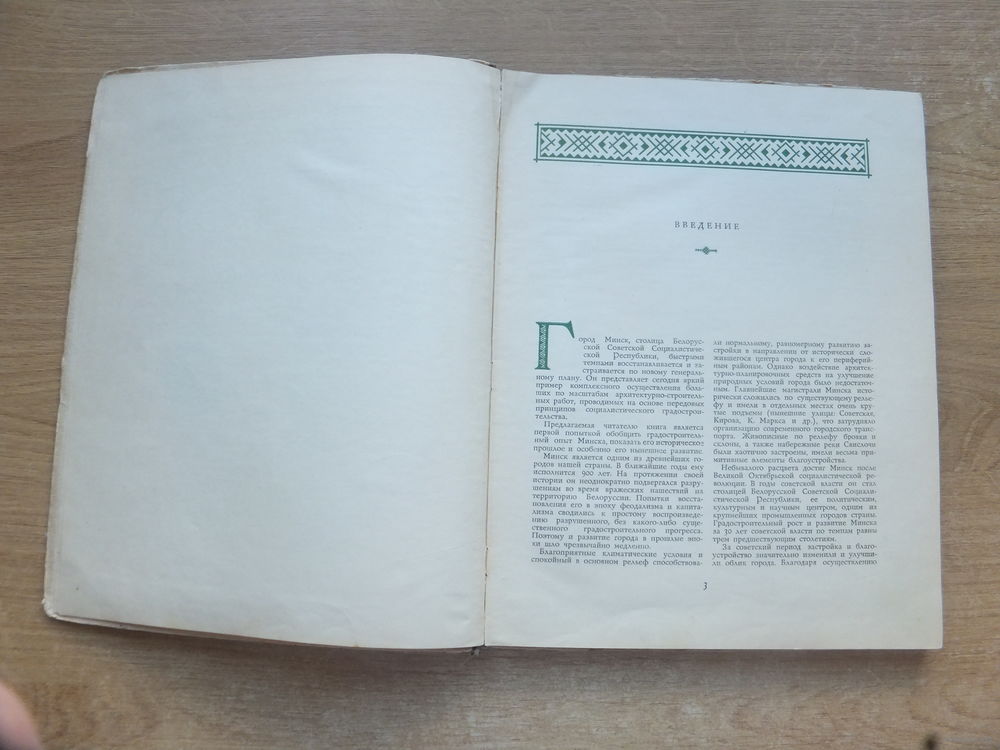 ВВЕДЕНИЕ
Город Минск, столица Белорус-
ской Советской Социалистиче-
ской Республики, быстрыми
темпами восстанавливается и за-
страивается по новому генераль-
ному плану. Он представляет сегодня яркий
пример комплексного осуществления боль-
ших по масштабам архитектурно-строитель-
ных работ, проводимых на основе передовых
принципов социалистического градострои-
тельства.
Предлагаемая читателю книга является
первой попыткой обобщить градостроитель-
ный опыт Минска, показать его историческое
прошлое и особенно его нынешнее развитие.
Минск является одним из древнейших го-
родов нашей страны. В ближайшие годы ему
исполнится 900 лет. На протяжении своей
истории он неоднократно подвергался разру-
шениям во время вражеских нашествий на
территорию Белоруссии. Попытки восста-
новления его в эпоху феодализма и капита-
лизма сводились к простому воспроизведе-
нию разрушенного, без какого-либо суще-
ственного градостроительного прогресса.
Поэтому и развитие города в прошлые эпо-
хи шло чрезвычайно медленно.
Благоприятные климатические условия и
спокойный в основном рельеф способствова-
ли нормальному, равномерному развитию за-
стройки в направлении от исторически сло-
жившегося центра города к его периферий-
ным районам. Однако воздействие архитек-
турно-планировочных средств на улучшение
природных условий города было недостаточ-
ным. Главнейшие магистрали Минска исто-
рически сложились по существующему релье-
фу и имели в отдельных местах очень кру-
тые подъемы (нынешние улицы: Советская,
Кирова, К. Маркса и др.), что затрудняло
организацию современного городского транс-
порта. Живописные по рельефу бровки и
склоны, а также набережные реки Свислочи
были хаотично застроены, имели весьма при-
митивные элементы благоустройства.
Небывалого расцвета достиг Минск после
Великой Октябрьской социалистической ре-
волюции. В годы советской власти он стал
столицей Белорусской Советской Социали-
стической Республики, ее политическим,
культурным и научным центром, одним из
крупнейших промышленных городов страны.
Градостроительный рост и развитие Минска
за 30 лет советской власти по темпам равны
трем предшествующим столетиям.
За советский период застройка и благо-
устройство значительно изменили и улучши-
ли облик города. Благодаря осуществлению
3